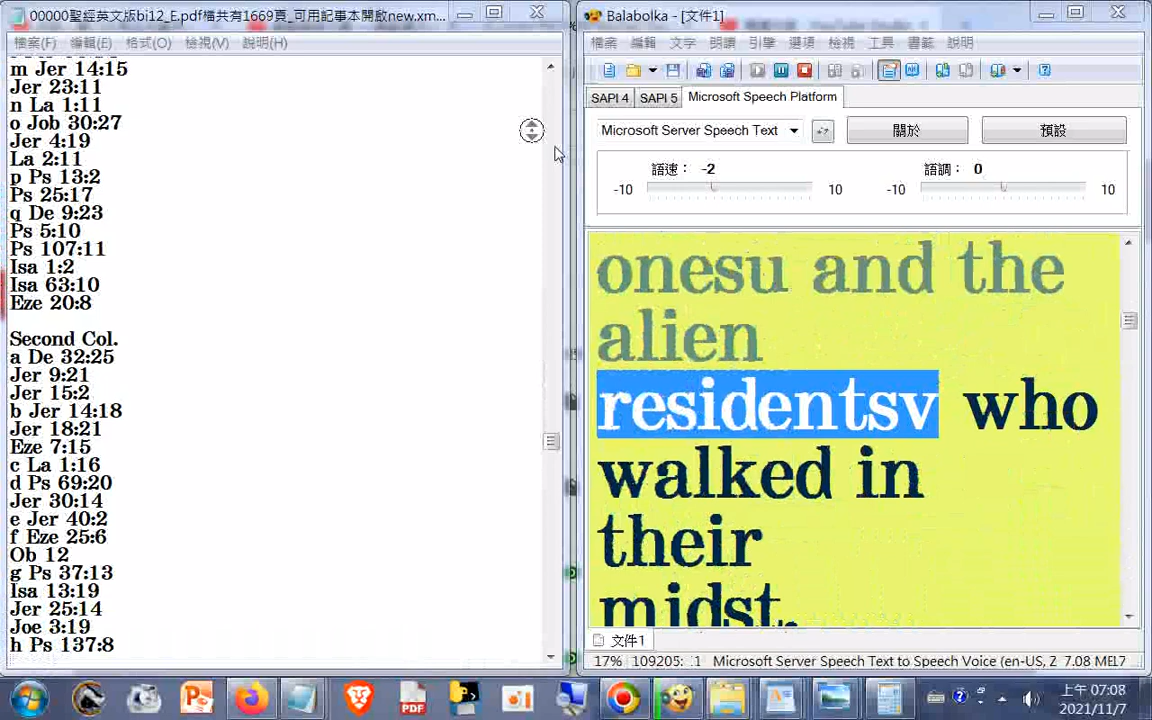 00000聖經英文版bi12_E.pdf檔共有1669頁_可用記事本開啟new.xm...
檔案(F) 編輯(E) 格式(O) 檢視(V) 說明(H)
m Jer 14:15
Jer 23:11
n La 1:11
o Job 30:27
Jer 4:19
La 2:11
p Ps 13:2
Ps 25:17
q De 9:23
Ps 5:10
Ps 107:11
Isa 1:2
Isa 63:10
Eze 20:8
Second Col.
a De 32:25
Jer 9:21
Jer 15:2
b Jer 14:18
Jer 18:21
Eze 7:15
c La 1:16
d Ps 69:20
Jer 30:14
e Jer 40:2
f Eze 25:6
Ob 12
g Ps 37:13
Isa 13:19
Jer 25:14
Joe 3:19
h Ps 137:8
Balabolka - [文件1]
檔案 編輯 文字 朗讀 引擎 選項 檢視 工具 書籤 說明
SAPI 4 SAPI 5 Microsoft Speech Platform
Microsoft Server Speech Text 關於 預設
語速： -2 語調： 0
-10 10 -10 10
onesu and the
alien
residentsv who
walked in
their
midst.
文件1
17% 109205: :1 Microsoft Server Speech Text to Speech Voice (en-US, 2 7.08 ME17
上午 07:08
2021/11/7